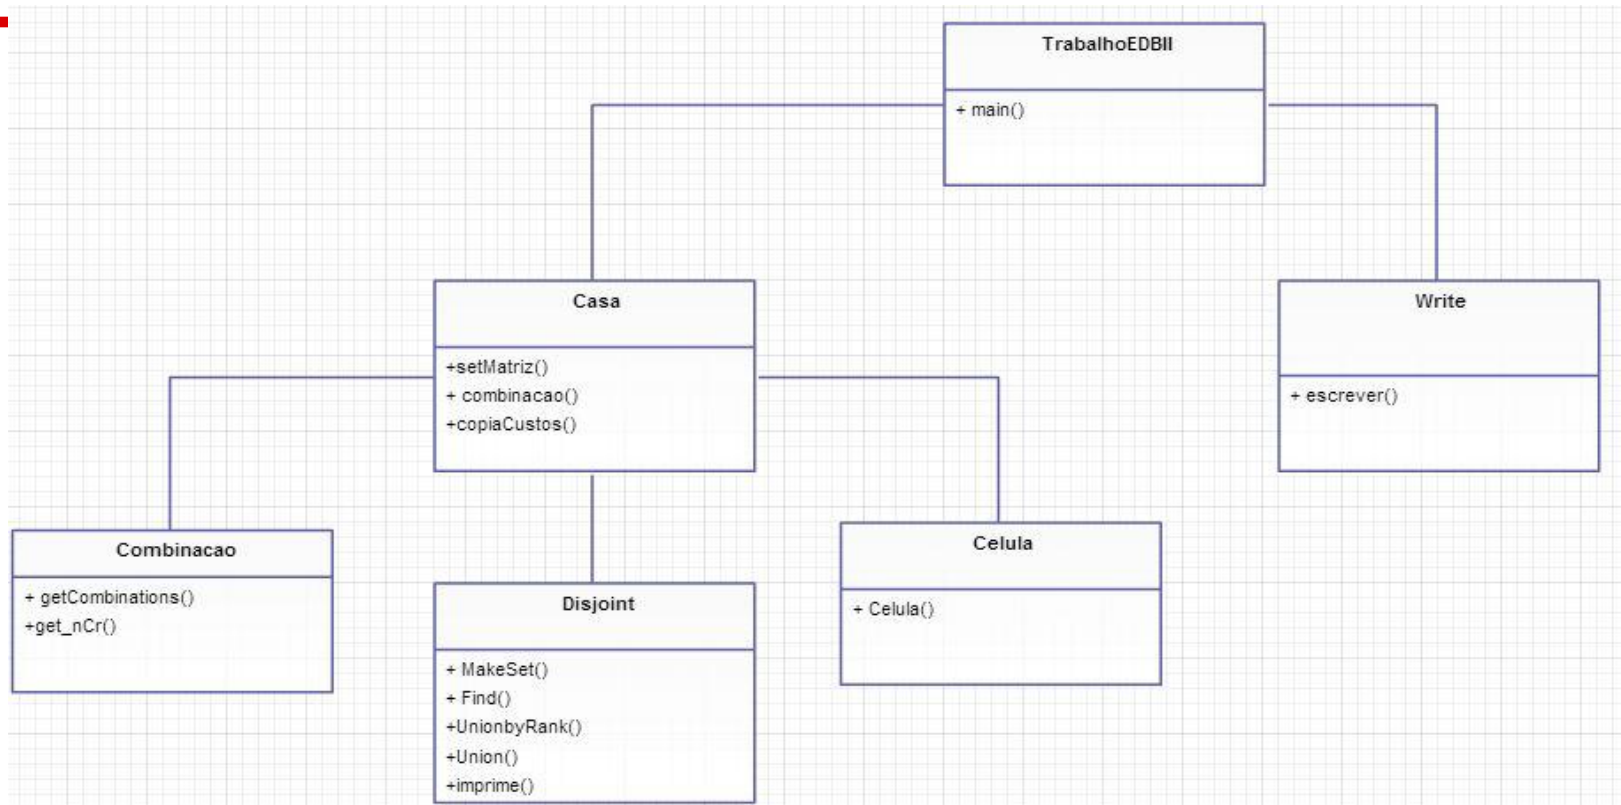 TrabalhoEDBII
+ main()
Casa
+setMatriz()
+ combinacao()
+copiaCustos()
Write
+ escrever()
Combinacao
+ getCombinations()
+get_nCr()
Disjoint
+ MakeSet()
+ Find()
+UnionbyRank()
+Union()
+imprime()
Celula
+ Celula()